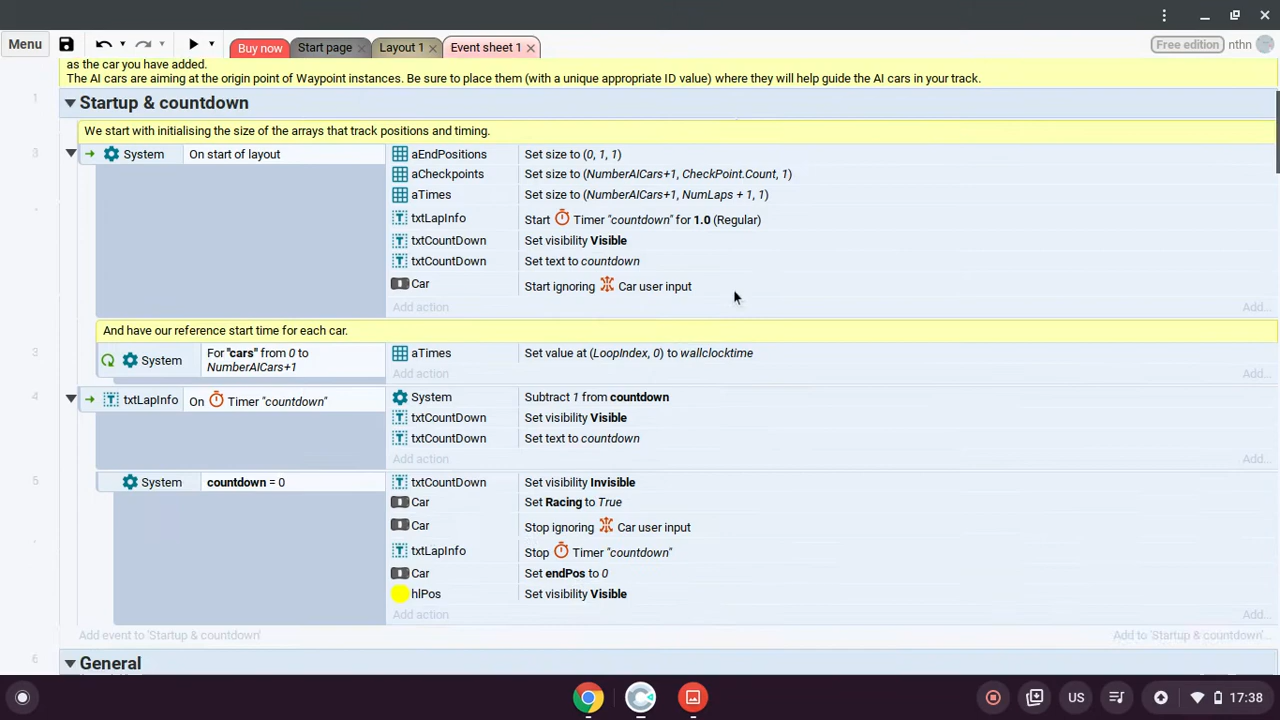 Menu
Buy now
Start page
Layout 1
Event sheet 1
Free edition
nthn
as the car you have added.
The AI cars are aiming at the origin point of Waypoint instances. Be sure to place them (with a unique appropriate ID value) where they will help guide the AI cars in your track.
1
Startup & countdown
We start with initialising the size of the arrays that track positions and timing.
System On start of layout aEndPositions Set size to (0, 1, 1)
aCheckpoints Set size to (NumberAICars+1, CheckPoint.Count, 1)
aTimes Set size to (NumberAICars+1, NumLaps + 1, 1)
txtLapInfo Start Timer "countdown" for 1.0 (Regular)
txtCountDown Set visibility Visible
txtCountDown Set text to countdown
Car Start ignoring Car user input
Add action Add...
And have our reference start time for each car.
3 System For "cars" from 0 to
NumberAICars+1
aTimes Set value at (LoopIndex, 0) to wallclocktime
Add action Add...
4 txtLapInfo On Timer "countdown" System Subtract 1 from countdown
txtCountDown Set visibility Visible
txtCountDown Set text to countdown
Add action Add...
5 System countdown = 0 txtCountDown Set visibility Invisible
Car Set Racing to True
Car Stop ignoring Car user input
txtLapInfo Stop Timer "countdown"
Car Set endPos to 0
hlPos Set visibility Visible
Add action Add...
Add event to 'Startup & countdown' Add to 'Startup & countdown'...
6 General
US
17:38